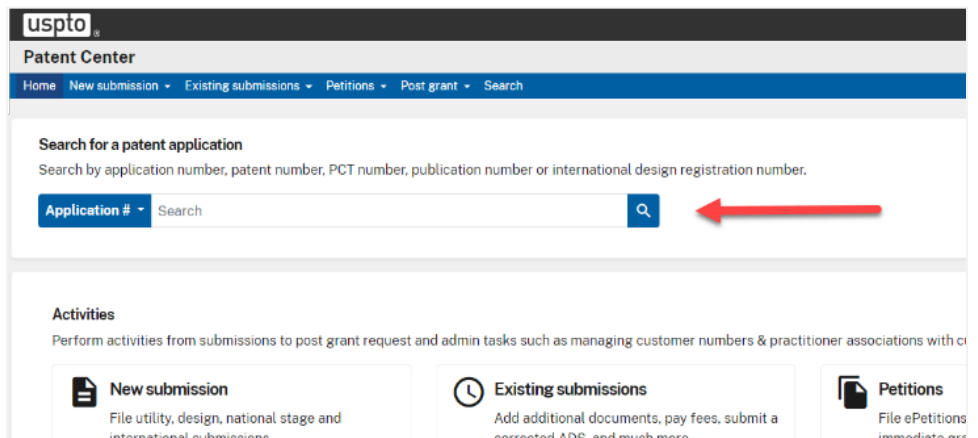 uspto ®
Patent Center
Home New submission Existing submissions Petitions Post grant Search
Search for a patent application
Search by application number, patent number, PCT number, publication number or international design registration number.
Application # Search
Activities
Perform activities from submissions to post grant request and admin tasks such as managing customer numbers & practitioner associations with
New submission Existing submissions Petitions
File utility, design, national stage and Add additional documents, pay fees, submit a File ePetitions
international submissions corrected ADS, and much more